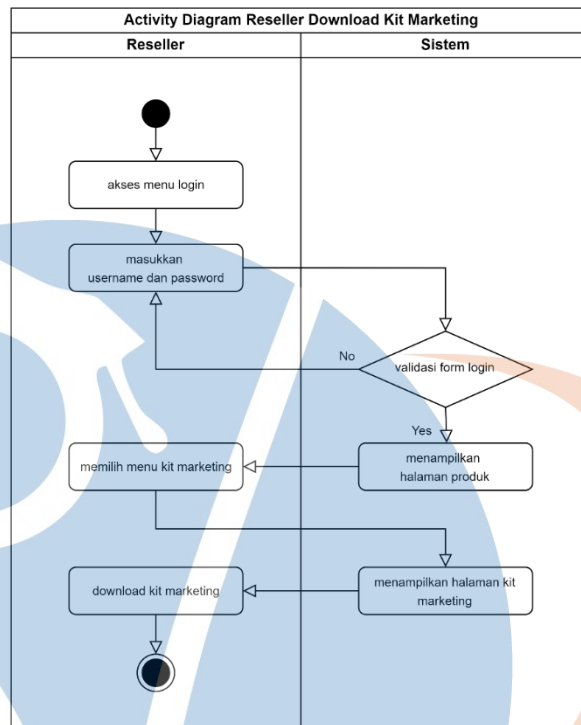 Activity Diagram Reseller Download Kit Marketing
Reseller
Sistem
akses menu login
masukkan
username dan password
No
validasi form login
Yes
memilih menu kit marketing
menampilkan
halaman produk
download kit marketing
menampilkan halaman kit
marketing